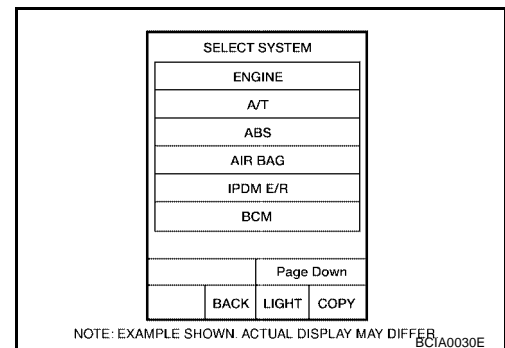 SELECT SYSTEM
ENGINE
A/T
ABS
AIR BAG
IPDM E/R
BCM
Page Down
BACK LIGHT COPY
NOTE: EXAMPLE SHOWN. ACTUAL DISPLAY MAY DIFFER
BCIA0030E